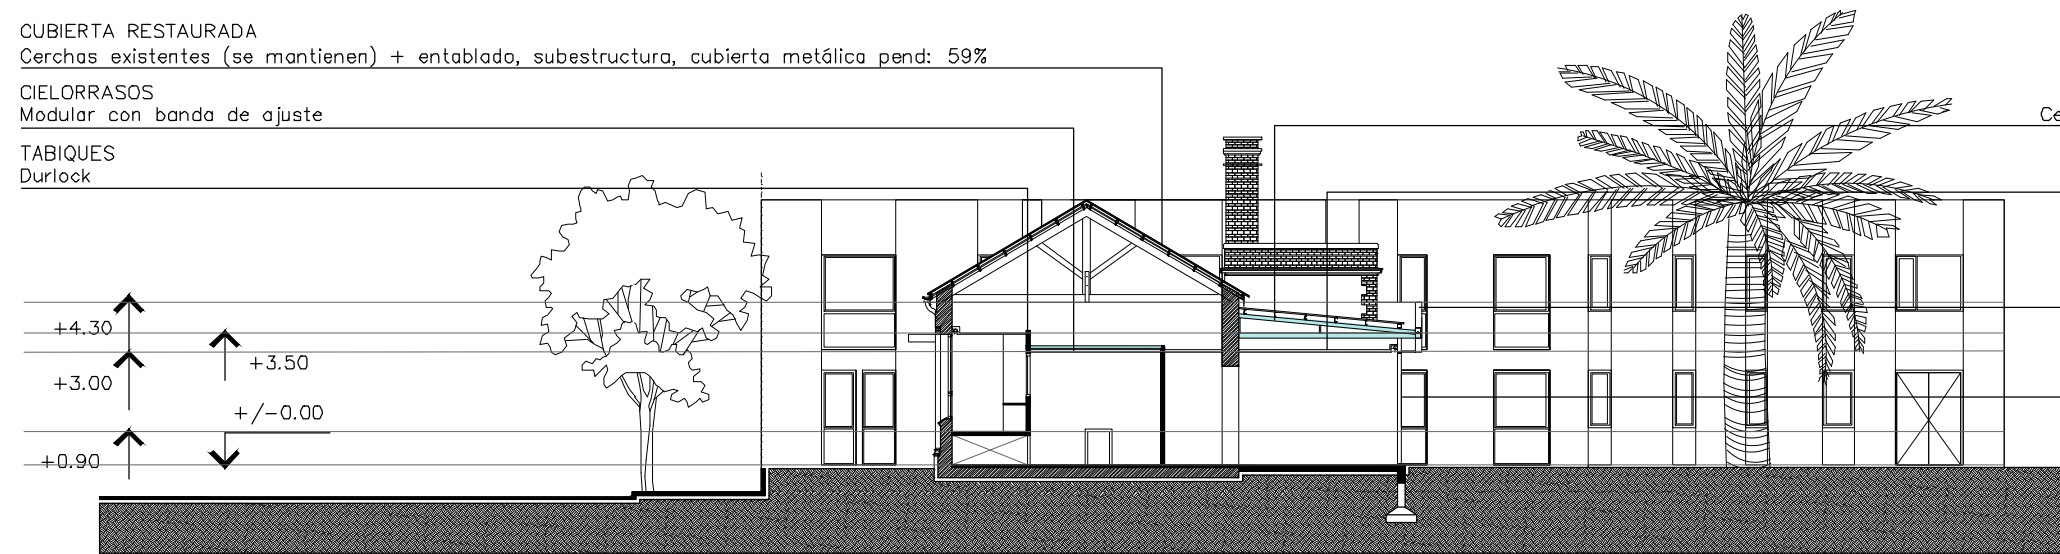 CUBIERTA RESTAURADA
Cerchas existentes (se mantienen) + entablado, subestructura, cubierta metálica pend: 59%
CIELORRASOS
Modular con banda de ajuste
TABIQUES
Durlock
Ce
+4.30
+3.50
+3.00
+/-0.00
+0.90